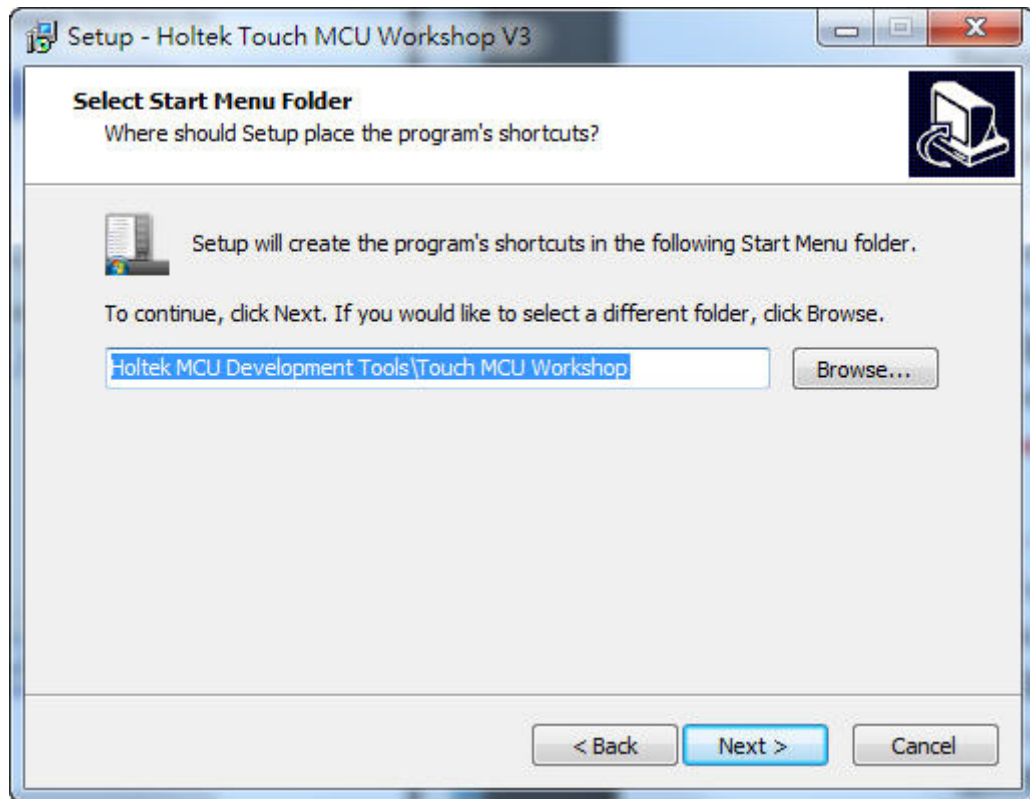 Setup - Holtek Touch MCU Workshop V3
Select Start Menu Folder
Where should Setup place the program's shortcuts?
Setup will create the program's shortcuts in the following Start Menu folder.
To continue, click Next. If you would like to select a different folder, click Browse.
Holtek MCU Development Tools\Touch MCU Workshop
Browse...
< Back
Next >
Cancel